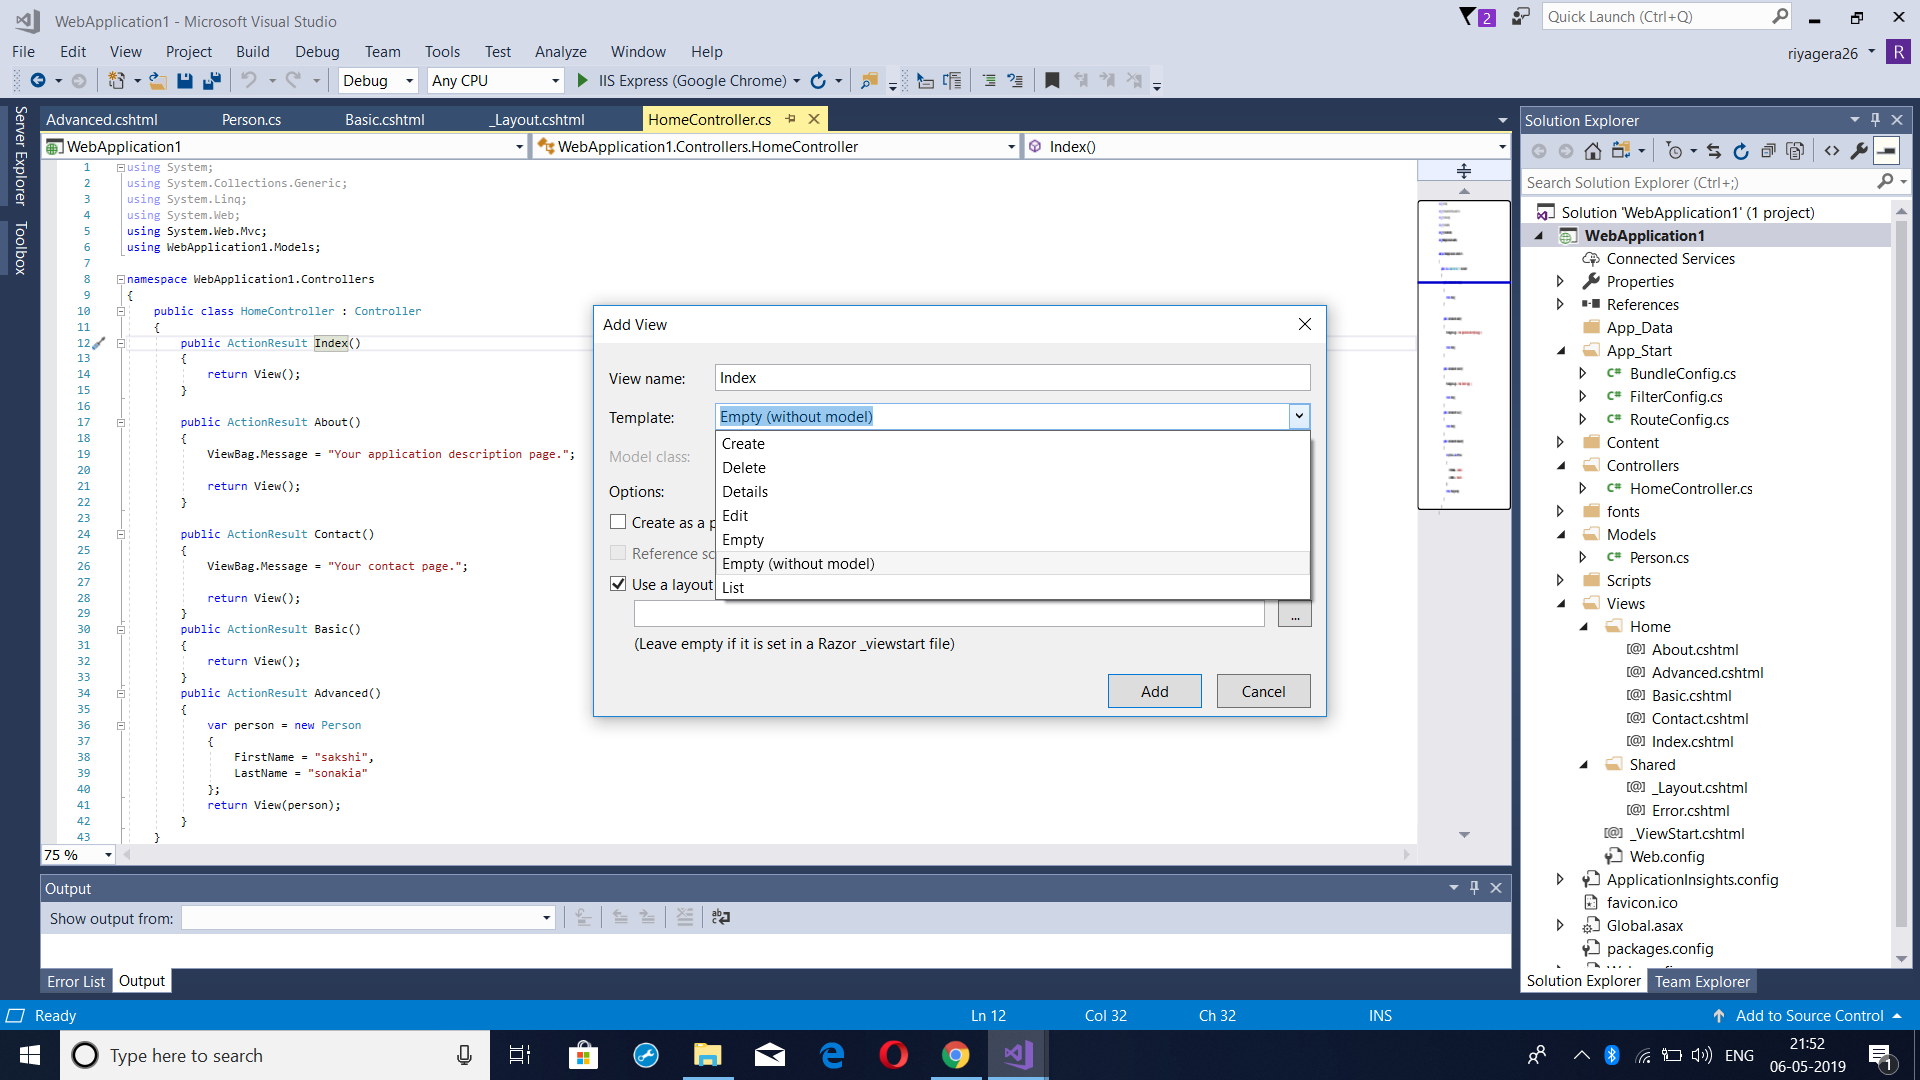 WebApplication1 - Microsoft Visual Studio
2
Quick Launch (Ctrl+Q)
File Edit View Project Build Debug Team Tools Test Analyze Window Help
riyagera26 R
Debug Any CPU IIS Express (Google Chrome)
Server Explorer
Toolbox
Advanced.cshtml Person.cs Basic.cshtml _Layout.cshtml HomeController.cs
WebApplication1 WebApplication1.Controllers.HomeController Index()
1 using System;
2 using System.Collections.Generic;
3 using System.Linq;
4 using System.Web;
5 using System.Web.Mvc;
6 using WebApplication1.Models;
7
8 namespace WebApplication1.Controllers
9 {
10 public class HomeController : Controller
11 {
12 public ActionResult Index()
13 {
14 return View();
15 }
16
17 public ActionResult About()
18 {
19 ViewBag.Message = "Your application description page.";
20
21 return View();
22 }
23
24 public ActionResult Contact()
25 {
26 ViewBag.Message = "Your contact page.";
27
28 return View();
29 }
30 public ActionResult Basic()
31 {
32 return View();
33 }
34 public ActionResult Advanced()
35 {
36 var person = new Person
37 {
38 FirstName = "sakshi",
39 LastName = "sonakia"
40 };
41 return View(person);
42 }
43 }
75 %
Add View
View name: Index
Template: Empty (without model)
Model class:
Options:
Create as a p
Reference sc
Use a layout
Create
Delete
Details
Edit
Empty
Empty (without model)
List
...
(Leave empty if it is set in a Razor _viewstart file)
Add Cancel
Output
Show output from:
Error List Output
Solution Explorer
Search Solution Explorer (Ctrl+;)
Solution 'WebApplication1' (1 project)
WebApplication1
Connected Services
Properties
References
App_Data
App_Start
C# BundleConfig.cs
C# FilterConfig.cs
C# RouteConfig.cs
Content
Controllers
C# HomeController.cs
fonts
Models
C# Person.cs
Scripts
Views
Home
[@] About.cshtml
[@] Advanced.cshtml
[@] Basic.cshtml
[@] Contact.cshtml
[@] Index.cshtml
Shared
[@] _Layout.cshtml
[@] Error.cshtml
[@] _ViewStart.cshtml
Web.config
ApplicationInsights.config
favicon.ico
Global.asax
packages.config
Solution Explorer Team Explorer
Ready Ln 12 Col 32 Ch 32 INS Add to Source Control
Type here to search
ENG
21:52
06-05-2019
1